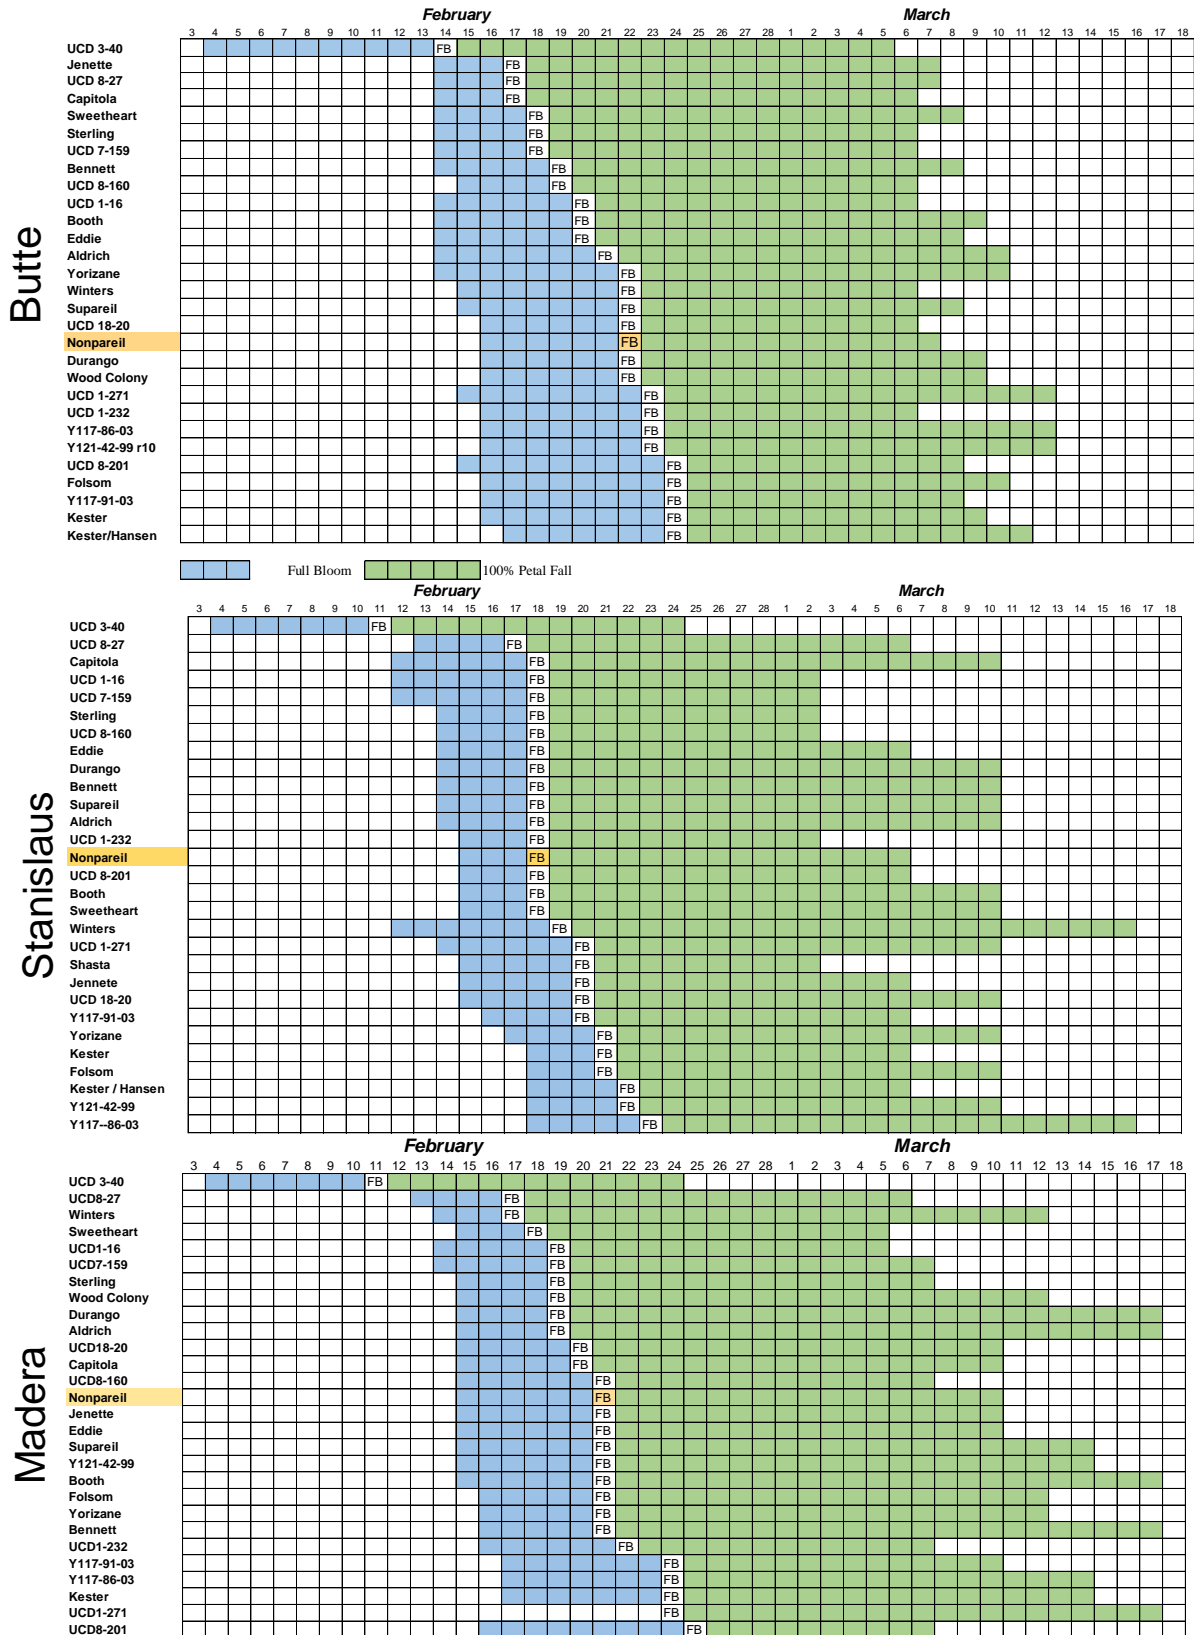 February March
3 4 5 6 7 8 9 10 11 12 13 14 15 16 17 18 19 20 21 22 23 24 25 26 27 28 1 2 3 4 5 6 7 8 9 10 11 12 13 14 15 16 17 18
Butte
UCD 3-40 FB
Jenette FB
UCD 8-27 FB
Capitola FB
Sweetheart FB
Sterling FB
UCD 7-159 FB
Bennett FB
UCD 8-160 FB
UCD 1-16 FB
Booth FB
Eddie FB
Aldrich FB
Yorizane FB
Winters FB
Supareil FB
UCD 18-20 FB
Nonpareil FB
Durango FB
Wood Colony FB
UCD 1-271 FB
UCD 1-232 FB
Y117-86-03 FB
Y121-42-99 r10 FB
UCD 8-201 FB
Folsom FB
Y117-91-03 FB
Kester FB
Kester/Hansen FB
Full Bloom 100% Petal Fall
February March
3 4 5 6 7 8 9 10 11 12 13 14 15 16 17 18 19 20 21 22 23 24 25 26 27 28 1 2 3 4 5 6 7 8 9 10 11 12 13 14 15 16 17 18
Stanislaus
UCD 3-40 FB
UCD 8-27 FB
Capitola FB
UCD 1-16 FB
UCD 7-159 FB
Sterling FB
UCD 8-160 FB
Eddie FB
Durango FB
Bennett FB
Supareil FB
Aldrich FB
UCD 1-232 FB
Nonpareil FB
UCD 8-201 FB
Booth FB
Sweetheart FB
Winters FB
UCD 1-271 FB
Shasta FB
Jennete FB
UCD 18-20 FB
Y117-91-03 FB
Yorizane FB
Kester FB
Folsom FB
Kester / Hansen FB
Y121-42-99 FB
Y117--86-03 FB
February March
3 4 5 6 7 8 9 10 11 12 13 14 15 16 17 18 19 20 21 22 23 24 25 26 27 28 1 2 3 4 5 6 7 8 9 10 11 12 13 14 15 16 17 18
Madera
UCD 3-40 FB
UCD8-27 FB
Winters FB
Sweetheart FB
UCD1-16 FB
UCD7-159 FB
Sterling FB
Wood Colony FB
Durango FB
Aldrich FB
UCD18-20 FB
Capitola FB
UCD8-160 FB
Nonpareil FB
Jenette FB
Eddie FB
Supareil FB
Y121-42-99 FB
Booth FB
Folsom FB
Yorizane FB
Bennett FB
UCD1-232 FB
Y117-91-03 FB
Y117-86-03 FB
Kester FB
UCD1-271 FB
UCD8-201 FB